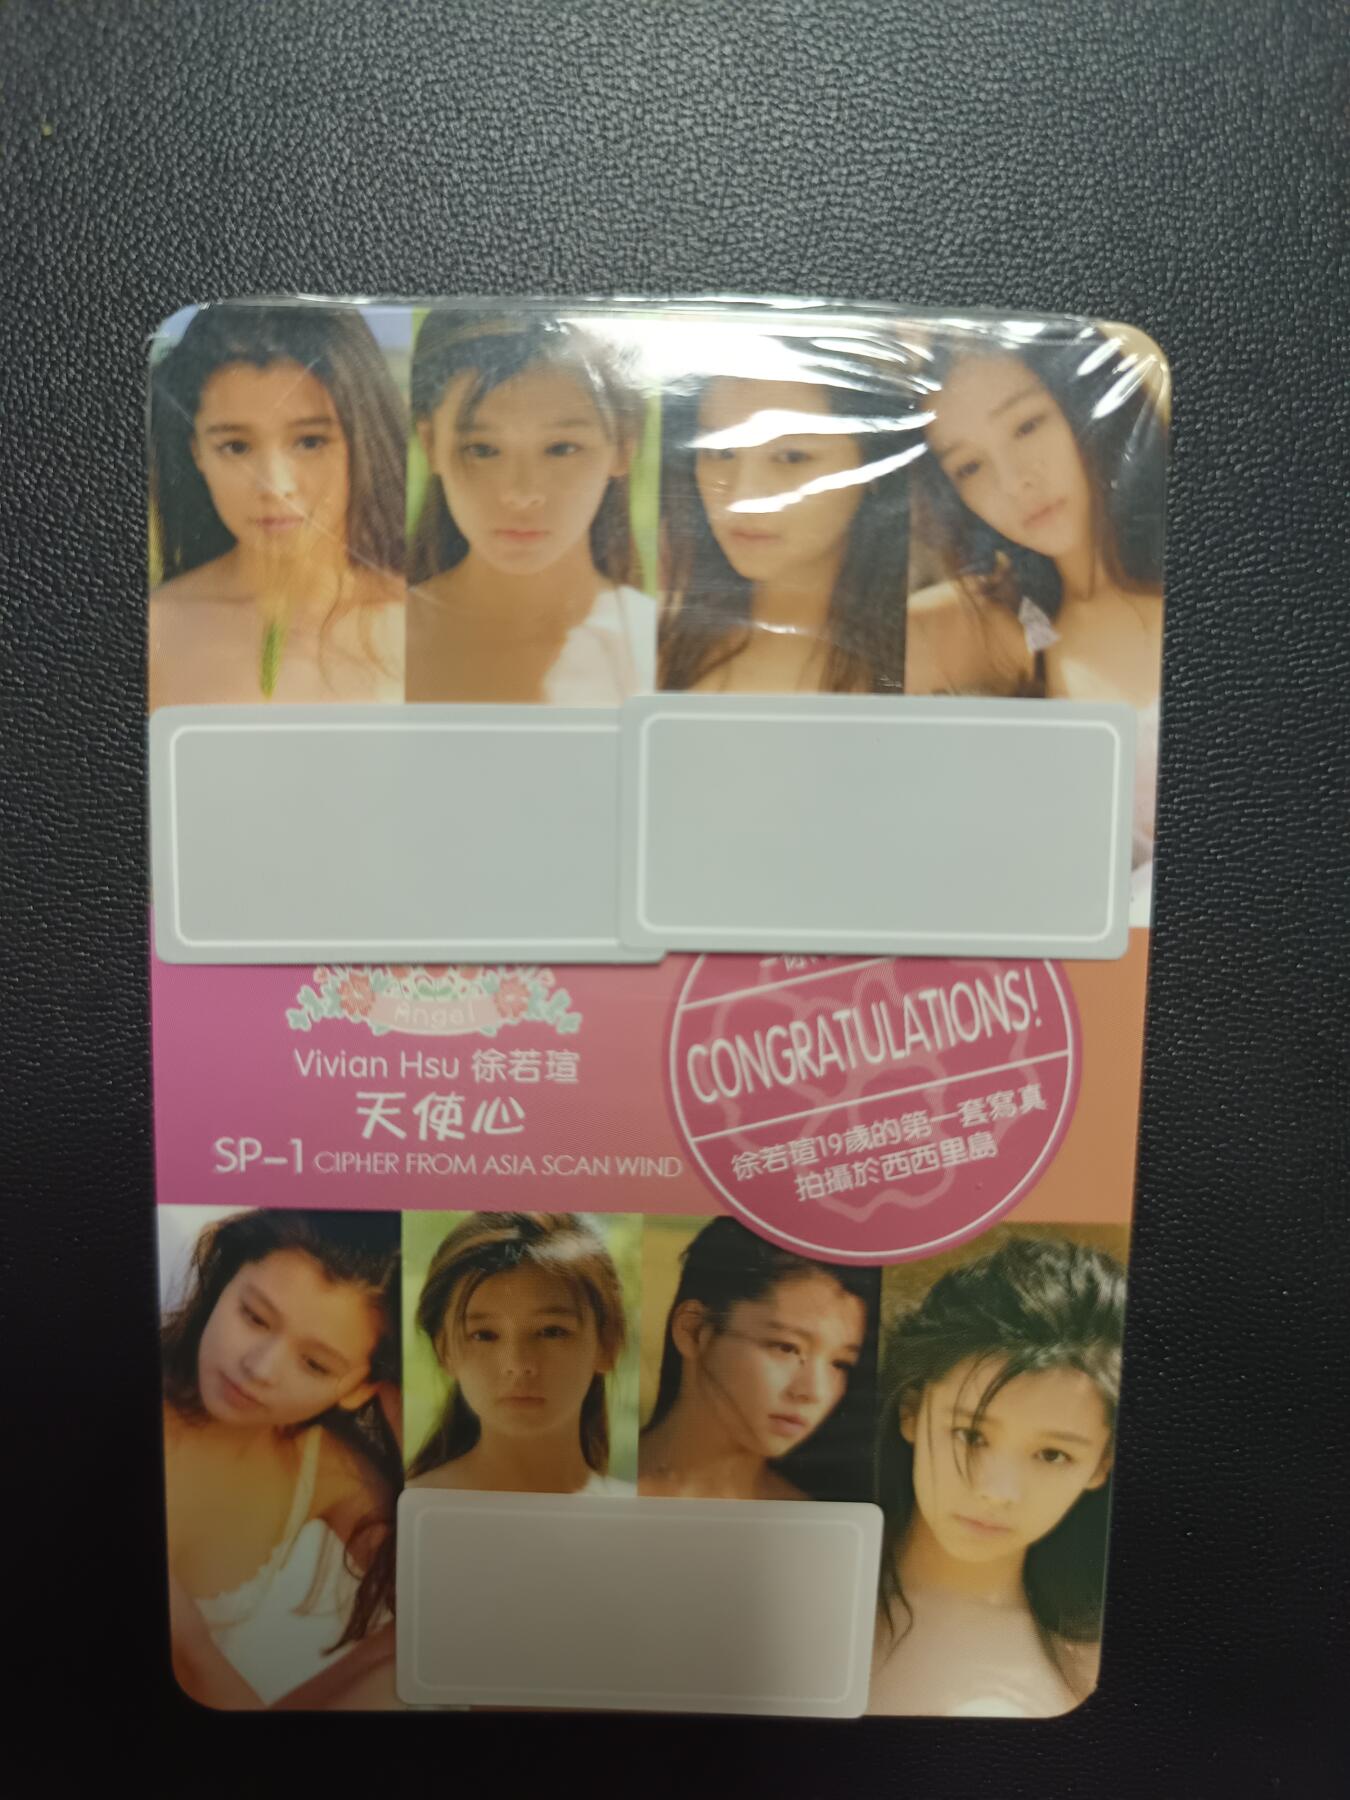 Angel
Vivian Hsu 徐若瑄
天使心
SP-1 CIPHER FROM ASIA SCAN WIND
CONGRATULATIONS!
徐若瑄19歲的第一套寫真
拍攝於西西里島